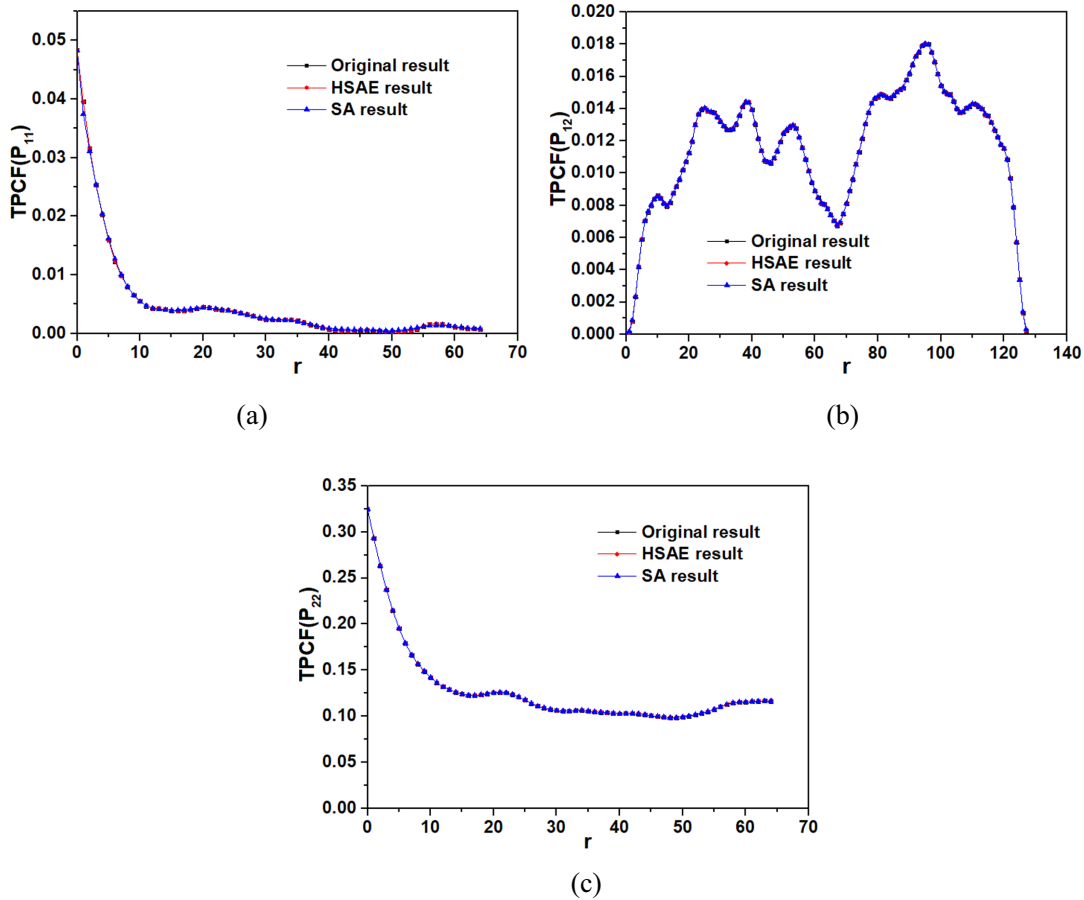 0.05
0.04
0.03
0.02
0.01
0.00
TPCF(P11)
Original result
HSAE result
SA result
0 10 20 30 40 50 60 70
r
(a)
0.020
0.018
0.016
0.014
0.012
0.010
0.008
0.006
0.004
0.002
0.000
TPCF(P12)
Original result
HSAE result
SA result
0 20 40 60 80 100 120 140
r
(b)
0.35
0.30
0.25
0.20
0.15
0.10
0.05
0.00
TPCF(P22)
Original result
HSAE result
SA result
0 10 20 30 40 50 60 70
r
(c)